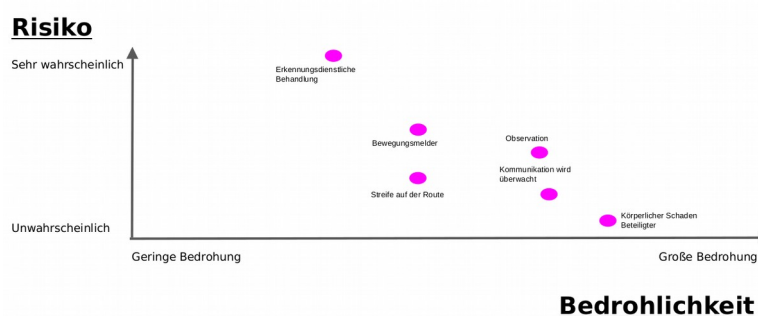 Risiko
Sehr wahrscheinlich
Erkennungsdienstliche
Behandlung
Bewegungsmelder
Observation
Kommunikation wird
überwacht
Streife auf der Route
Körperlicher Schaden
Beteiligter
Unwahrscheinlich
Geringe Bedrohung
Große Bedrohung
Bedrohlichkeit